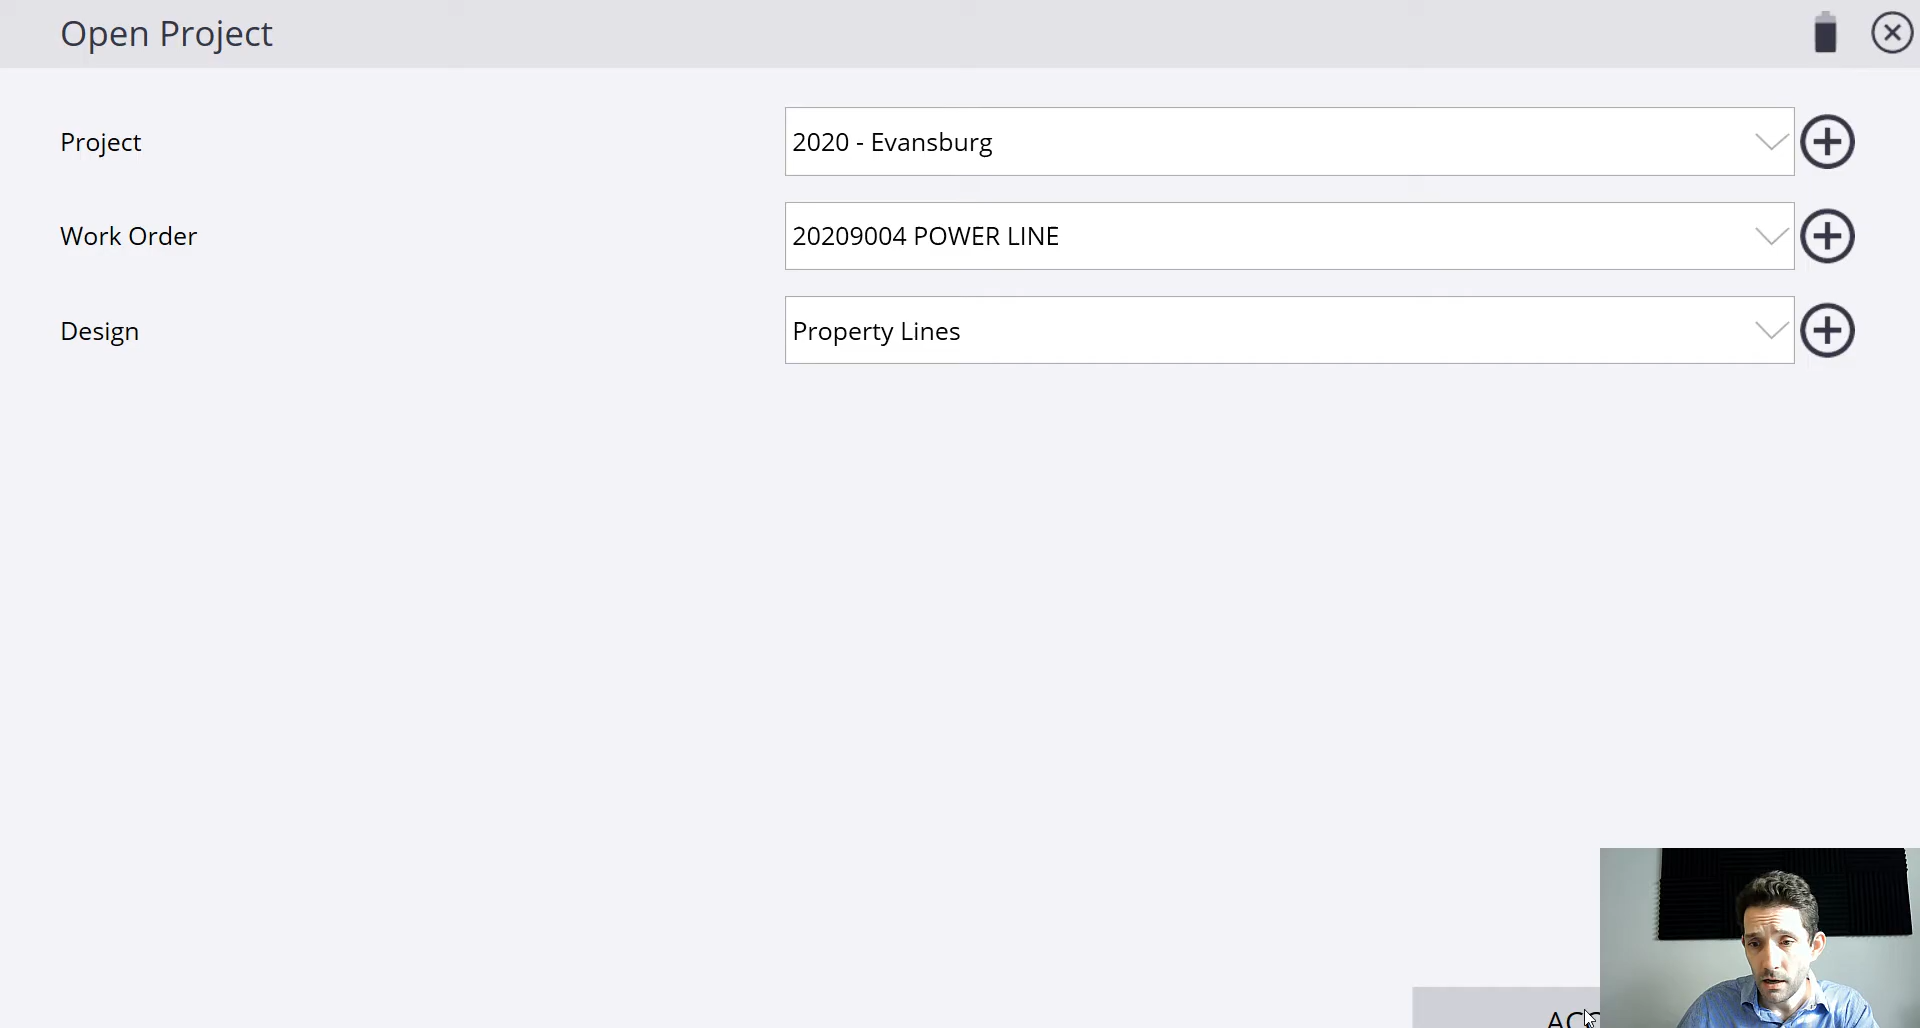 Open Project
Project
2020 - Evansburg
Work Order
20209004 POWER LINE
Design
Property Lines